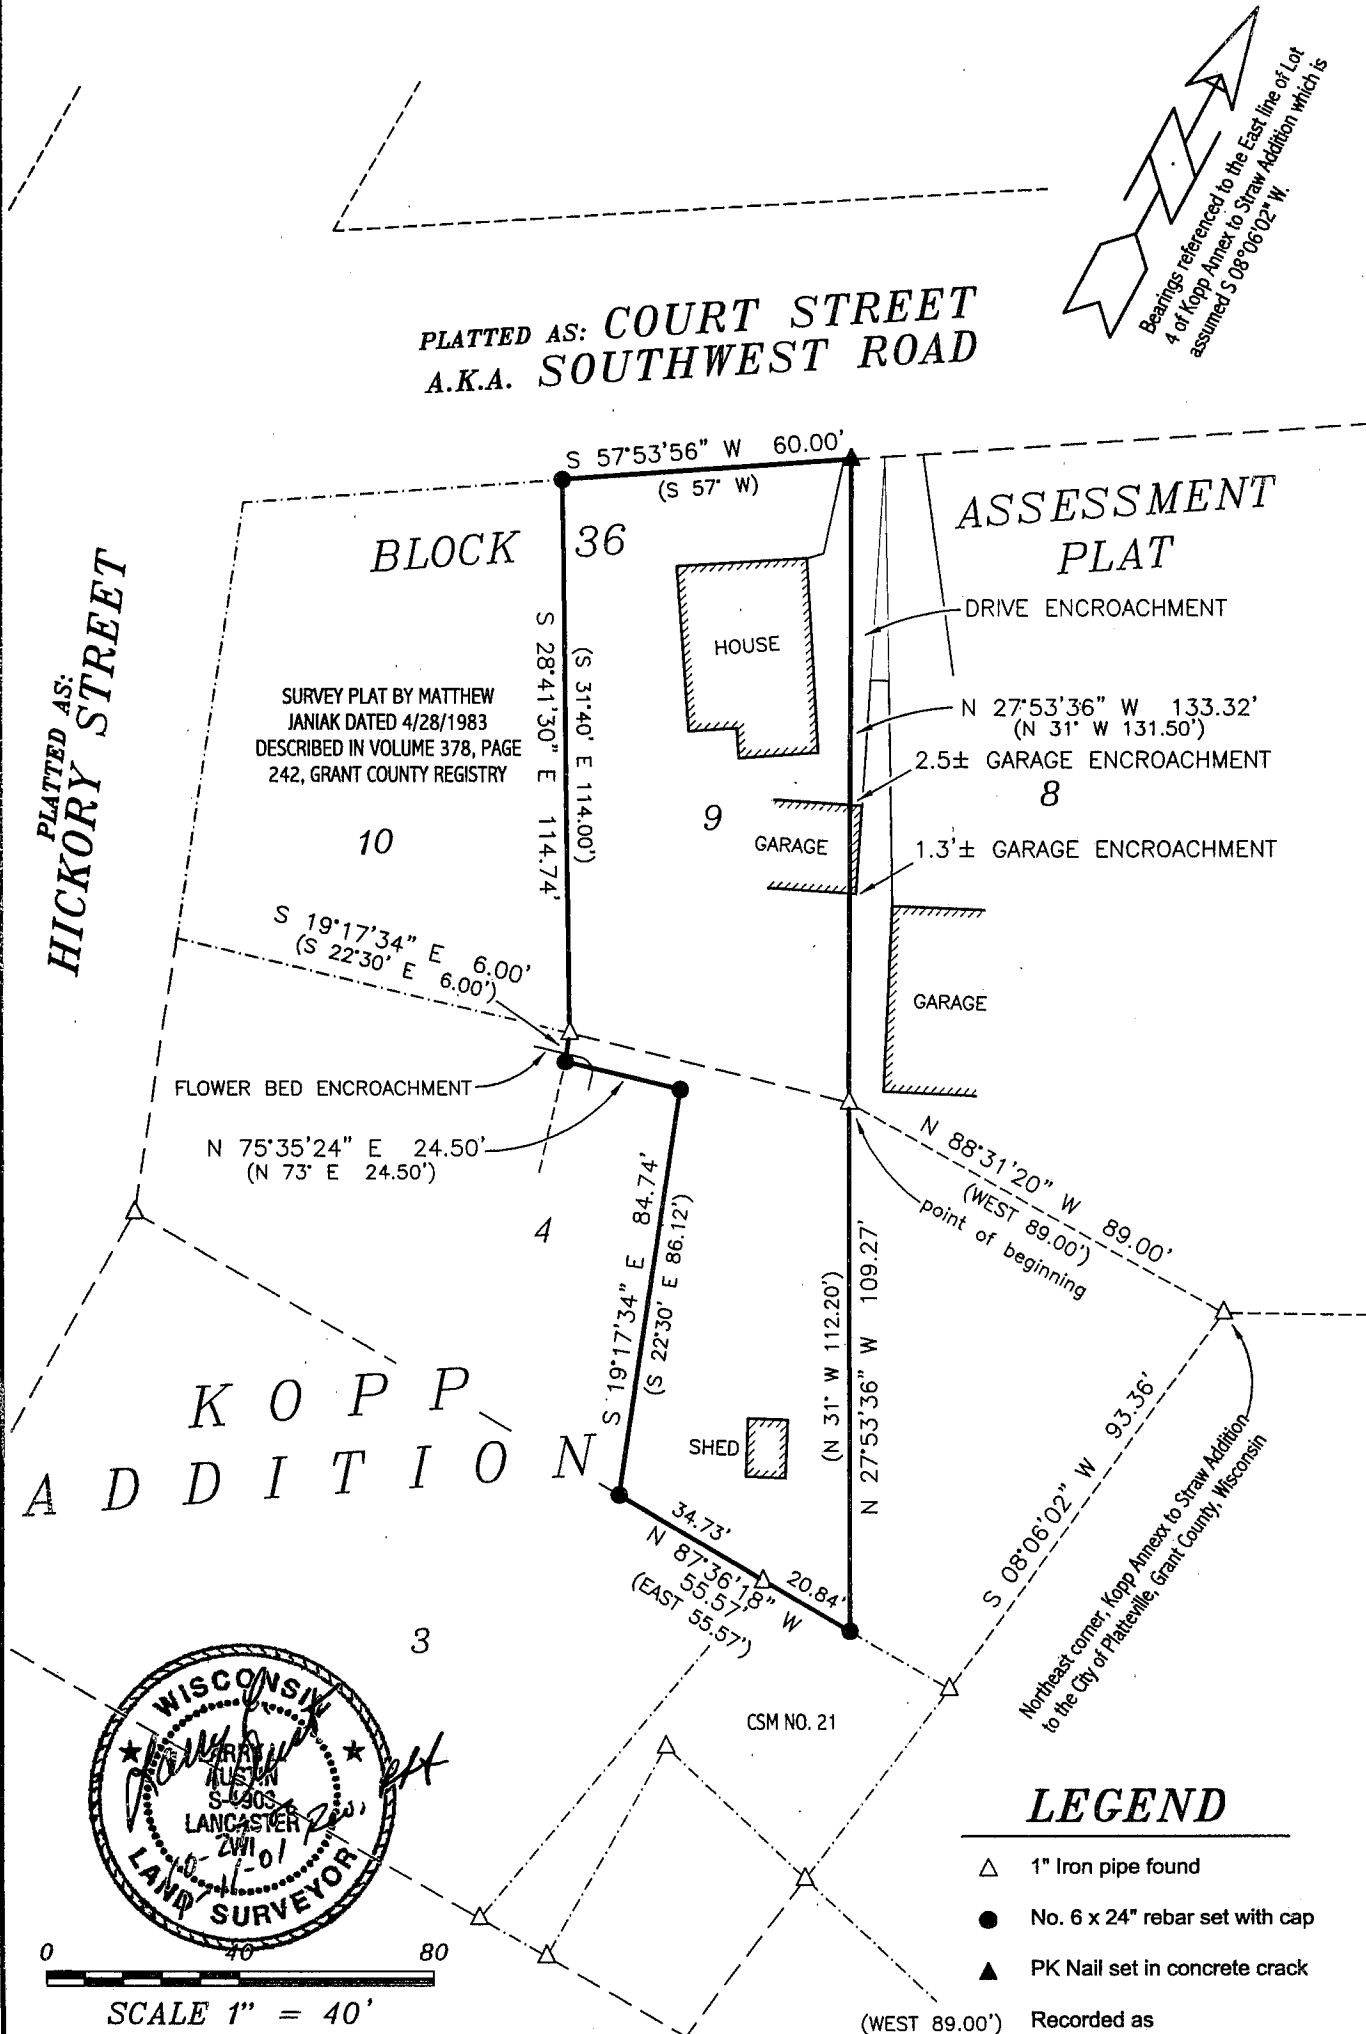 Bearings referenced to the East line of Lot
4 of Kopp Annex to Straw Addition which is
assumed S 08°06'02" W.
PLATTED AS: COURT STREET
A.K.A. SOUTHWEST ROAD
S 57°53'56" W 60.00'
(S 57° W)
ASSESSMENT
PLAT
BLOCK 36
PLATTED AS:
HICKORY STREET
HOUSE
DRIVE ENCROACHMENT
S 28°41'30" E 114.74'
(S 31°40' E 114.00')
SURVEY PLAT BY MATTHEW
JANIAK DATED 4/28/1983
DESCRIBED IN VOLUME 378, PAGE
242, GRANT COUNTY REGISTRY
N 27°53'36" W 133.32'
(N 31° W 131.50')
2.5± GARAGE ENCROACHMENT
8
9
10
GARAGE
1.3'± GARAGE ENCROACHMENT
S 19°17'34" E 6.00'
(S 22°30' E 6.00')
GARAGE
FLOWER BED ENCROACHMENT
N 75°35'24" E 24.50'
(N 73° E 24.50')
N 88°31'20" W 89.00'
(WEST 89.00')
point of beginning
4
S 19°17'34" E 84.74'
(S 22°30' E 86.12')
(N 31° W 112.20')
N 27°53'36" W 109.27'
KOPP
ADDITION
SHED
S 08°06'02" W 93.36'
Northeast corner, Kopp Annexx to Straw Addition
to the City of Platteville, Grant County, Wisconsin
34.73'
20.84'
N 87°36'18" W
55.57'
(EAST 55.57')
3
CSM NO. 21
WISCONSIN
AUSTIN
LANCASTER
WI
10-11-01
LAND SURVEYOR
LEGEND
1" Iron pipe found
No. 6 x 24" rebar set with cap
PK Nail set in concrete crack
(WEST 89.00') Recorded as
0 40 80
SCALE 1" = 40'